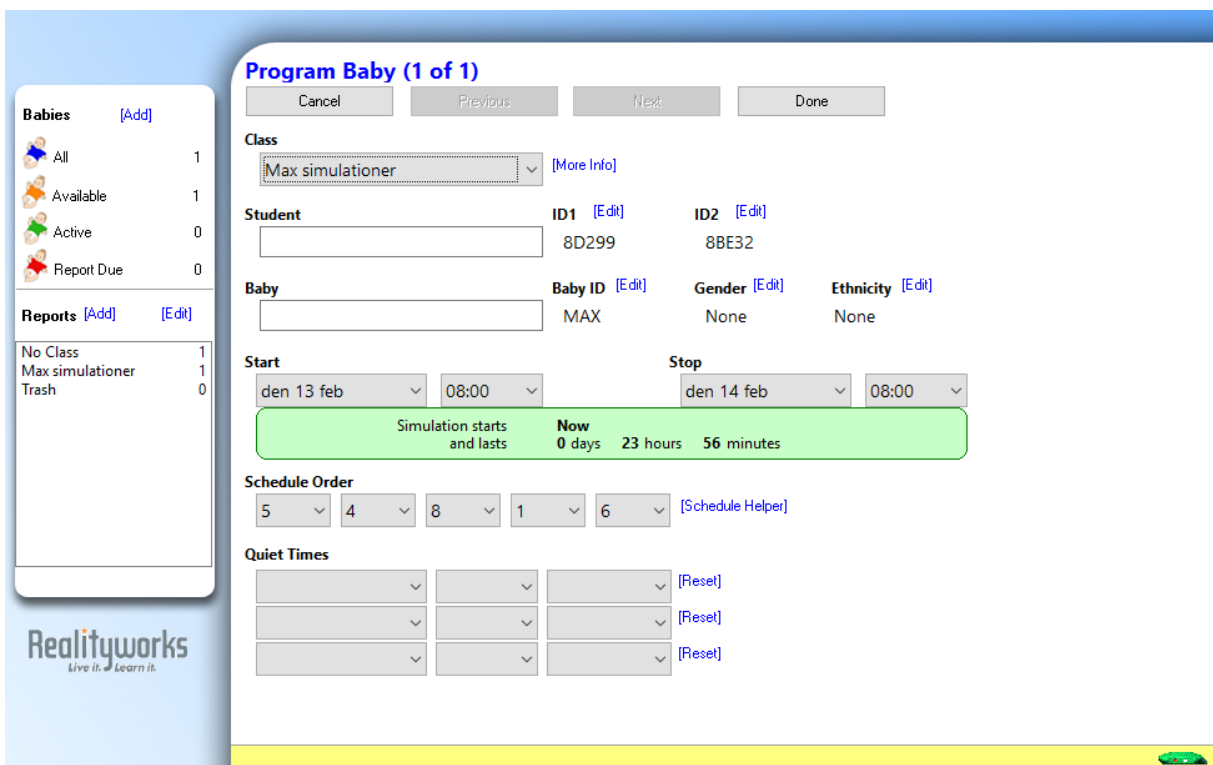 Program Baby (1 of 1)
Cancel Previous Next Done
Babies [Add]
All 1
Available 1
Active 0
Report Due 0
Reports [Add] [Edit]
No Class 1
Max simulationer 1
Trash 0
Realityworks
Live it. Learn it.
Class
Max simulationer [More Info]
Student ID1 [Edit] ID2 [Edit]
8D299 8BE32
Baby Baby ID [Edit] Gender [Edit] Ethnicity [Edit]
MAX None None
Start Stop
den 13 feb 08:00 den 14 feb 08:00
Simulation starts Now
and lasts 0 days 23 hours 56 minutes
Schedule Order
5 4 8 1 6 [Schedule Helper]
Quiet Times
[Reset]
[Reset]
[Reset]